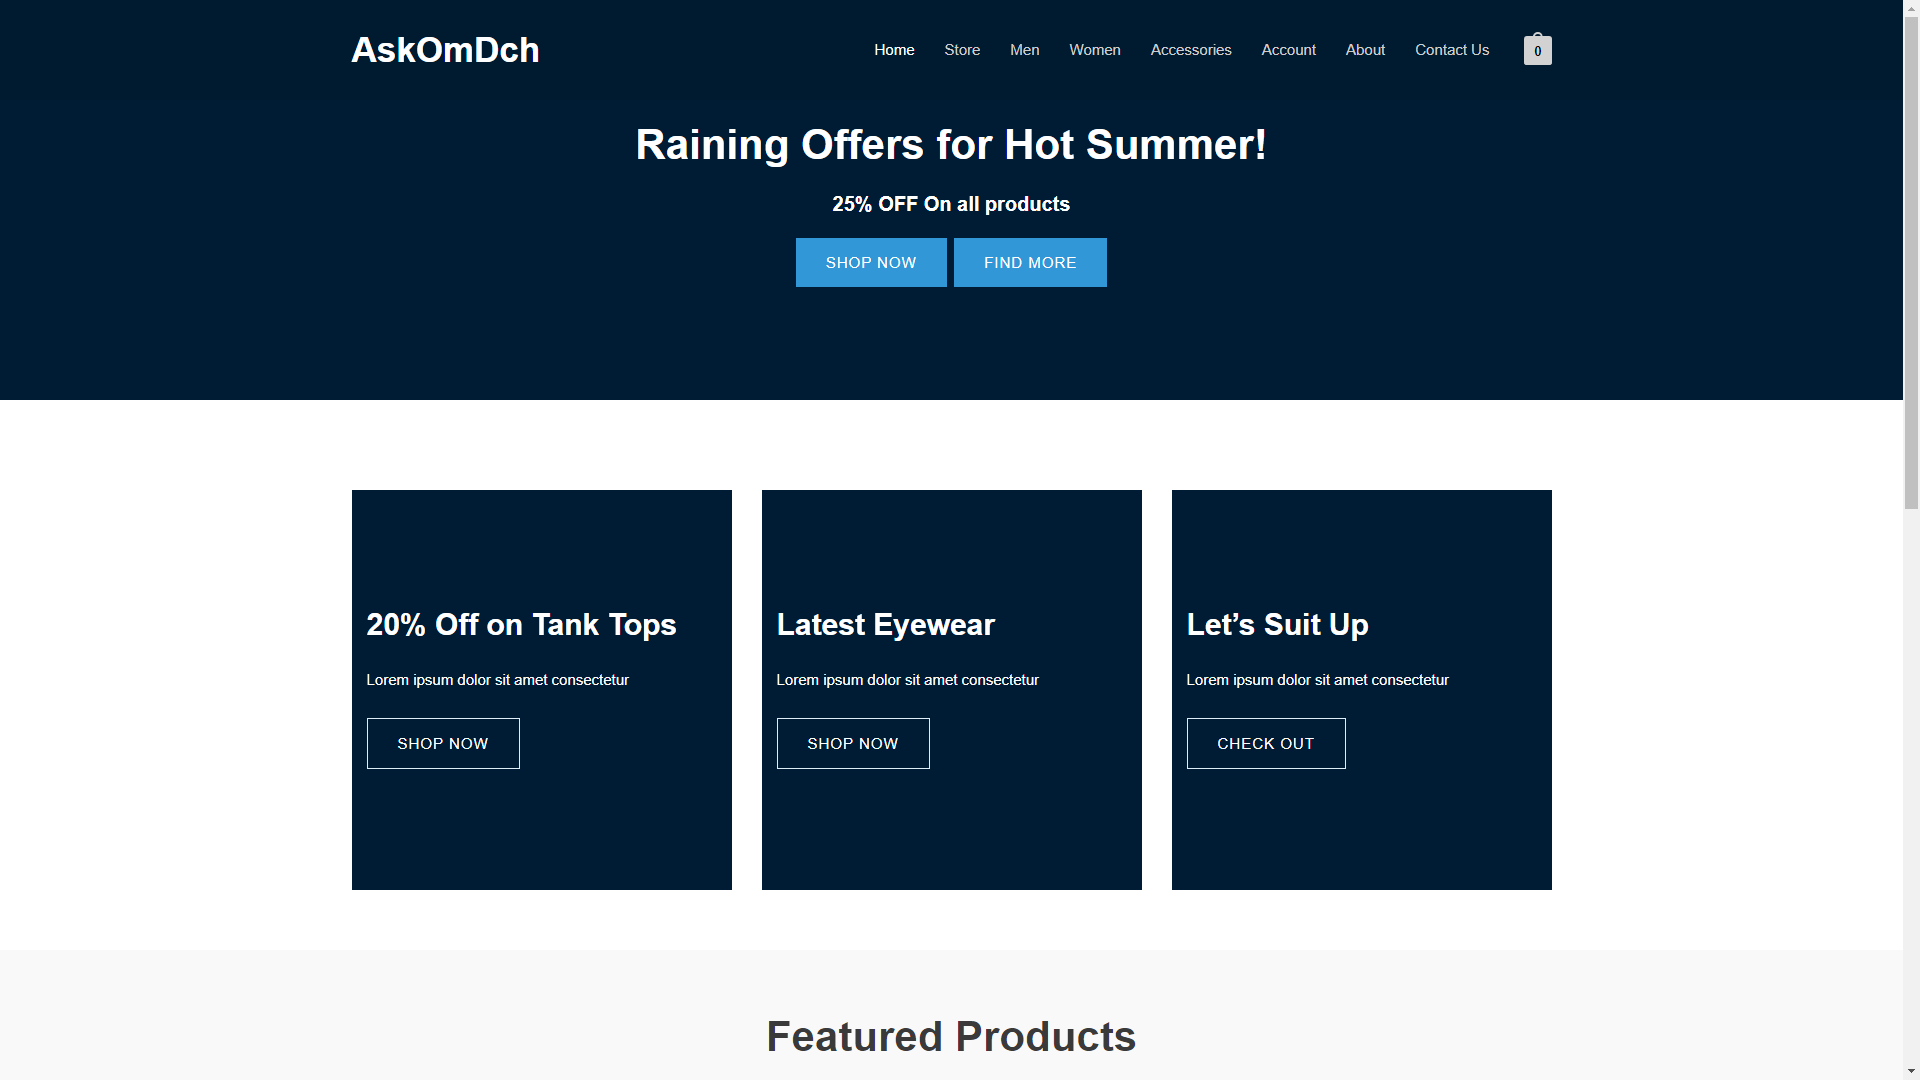 AskOmDch
Home Store Men Women Accessories Account About Contact Us 0
Raining Offers for Hot Summer!
25% OFF On all products
SHOP NOW FIND MORE
20% Off on Tank Tops
Lorem ipsum dolor sit amet consectetur
SHOP NOW
Latest Eyewear
Lorem ipsum dolor sit amet consectetur
SHOP NOW
Let’s Suit Up
Lorem ipsum dolor sit amet consectetur
CHECK OUT
Featured Products